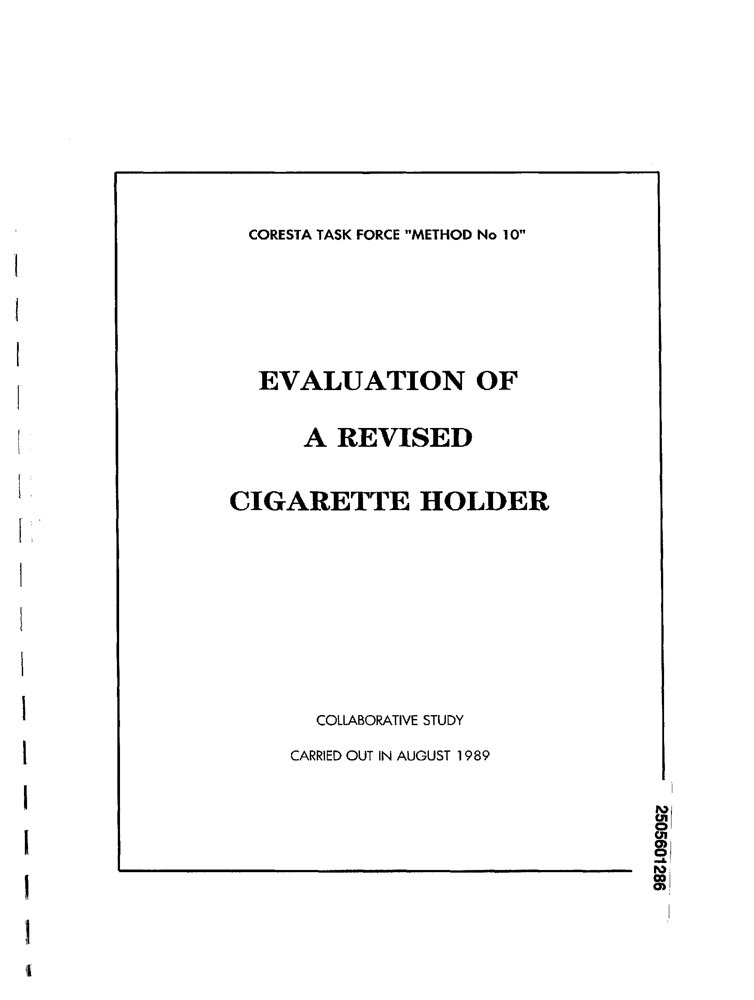 CORESTA TASK FORCE "METHOD No 10"
EVALUATION OF
A REVISED
CIGARETTE HOLDER
COLLABORATIVE STUDY
CARRIED OUT IN AUGUST 1989
2505601286